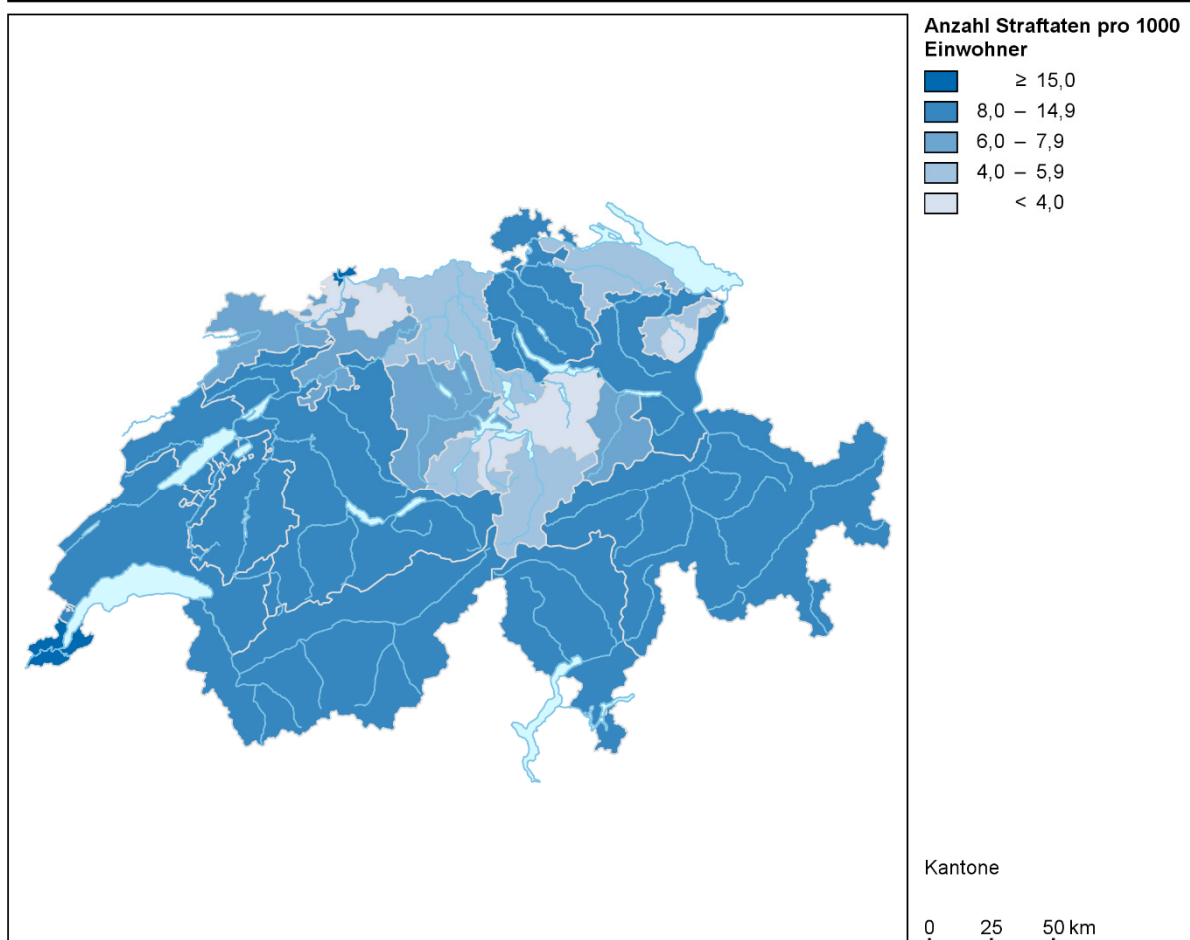 Anzahl Straftaten pro 1000
Einwohner
≥ 15,0
8,0 – 14,9
6,0 – 7,9
4,0 – 5,9
< 4,0
Kantone
0 25 50 km